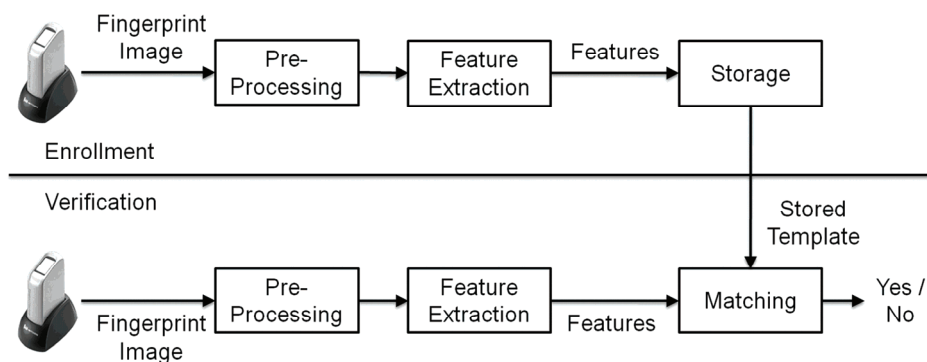 Fingerprint
Image
Pre-
Processing
Feature
Extraction
Features
Storage
Enrollment
Verification
Stored
Template
Fingerprint
Image
Pre-
Processing
Feature
Extraction
Features
Matching
Yes /
No